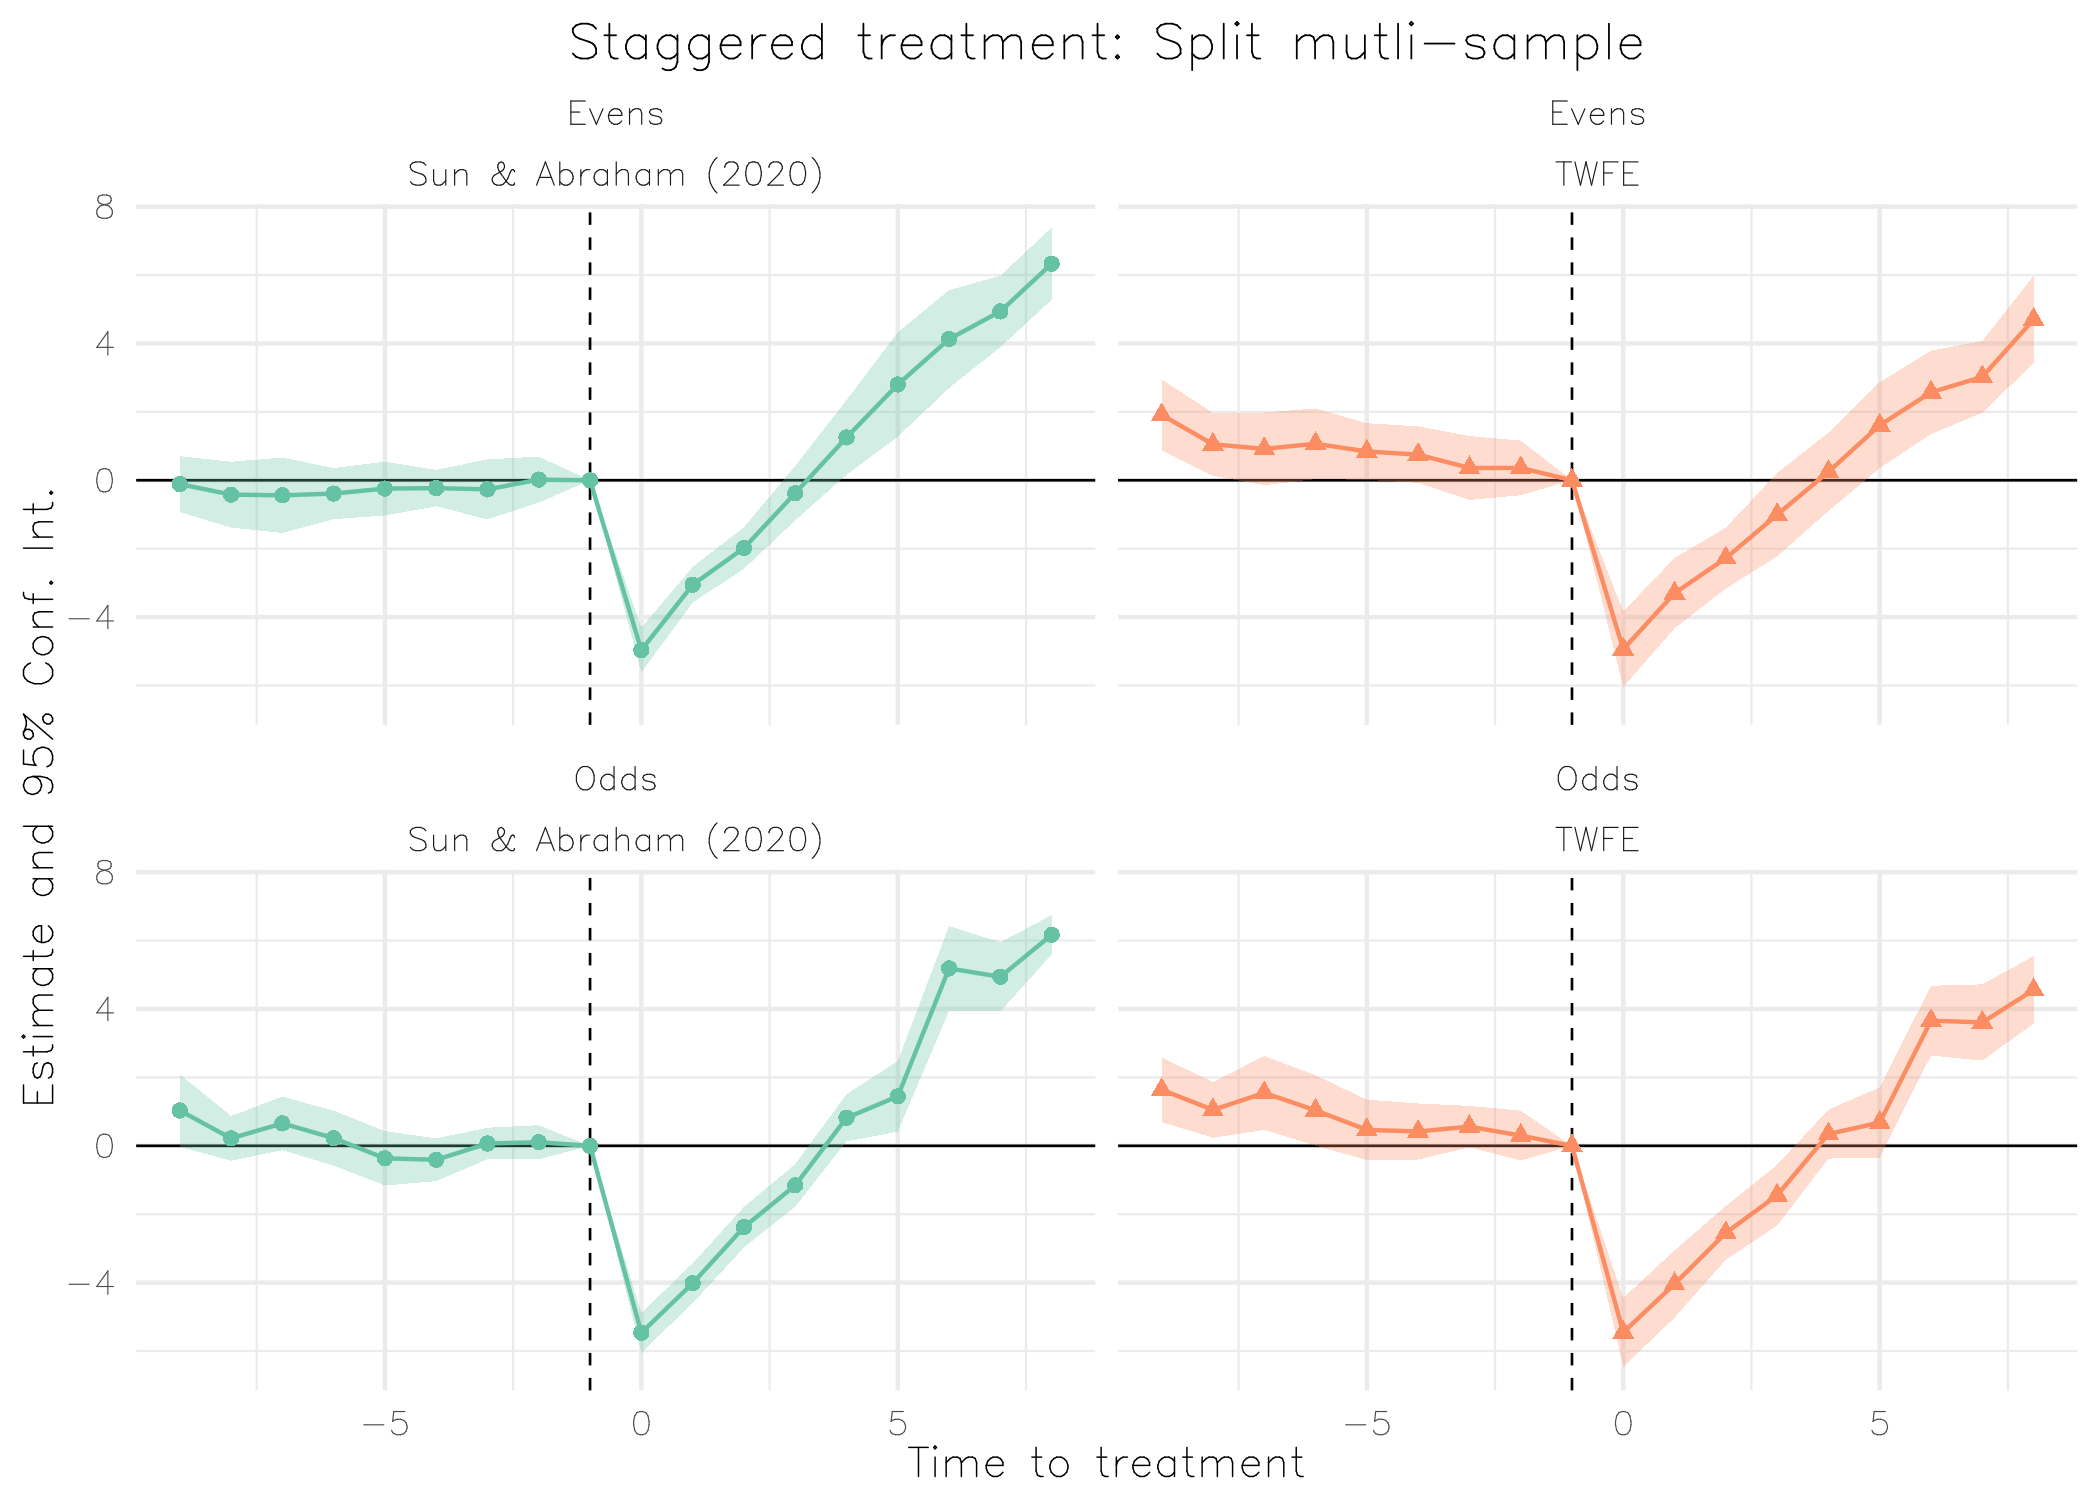 Staggered treatment: Split mutli-sample
Evens
Sun & Abraham (2020)
Evens
TWFE
8
4
0
-4
Odds
Sun & Abraham (2020)
Odds
TWFE
8
4
0
-4
Estimate and 95% Conf. Int.
-5 0 5
-5 0 5
Time to treatment